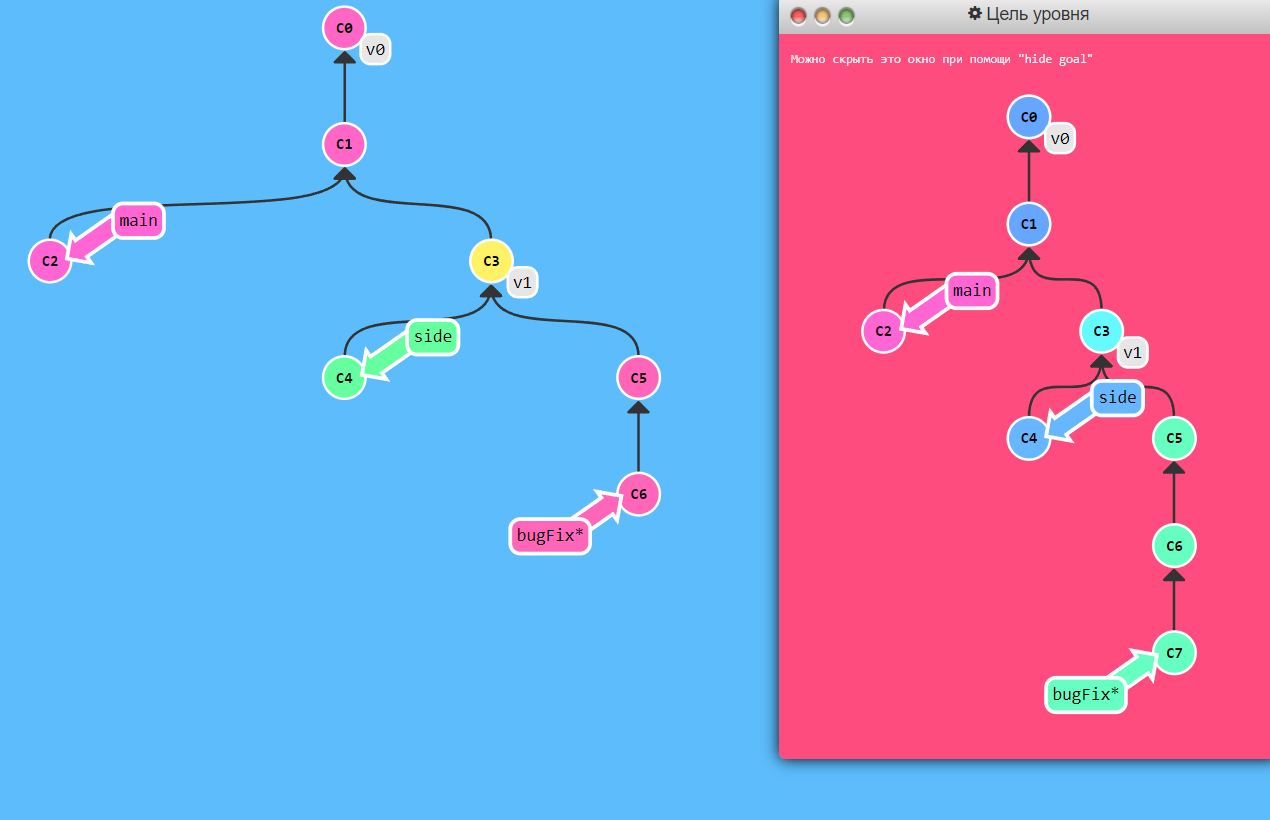 C0
v0
C1
main
C2
C3
v1
side
C4
C5
C6
bugFix*
Цель уровня
Можно скрыть это окно при помощи "hide goal"
C0
v0
C1
main
C2
C3
v1
side
C4
C5
C6
C7
bugFix*